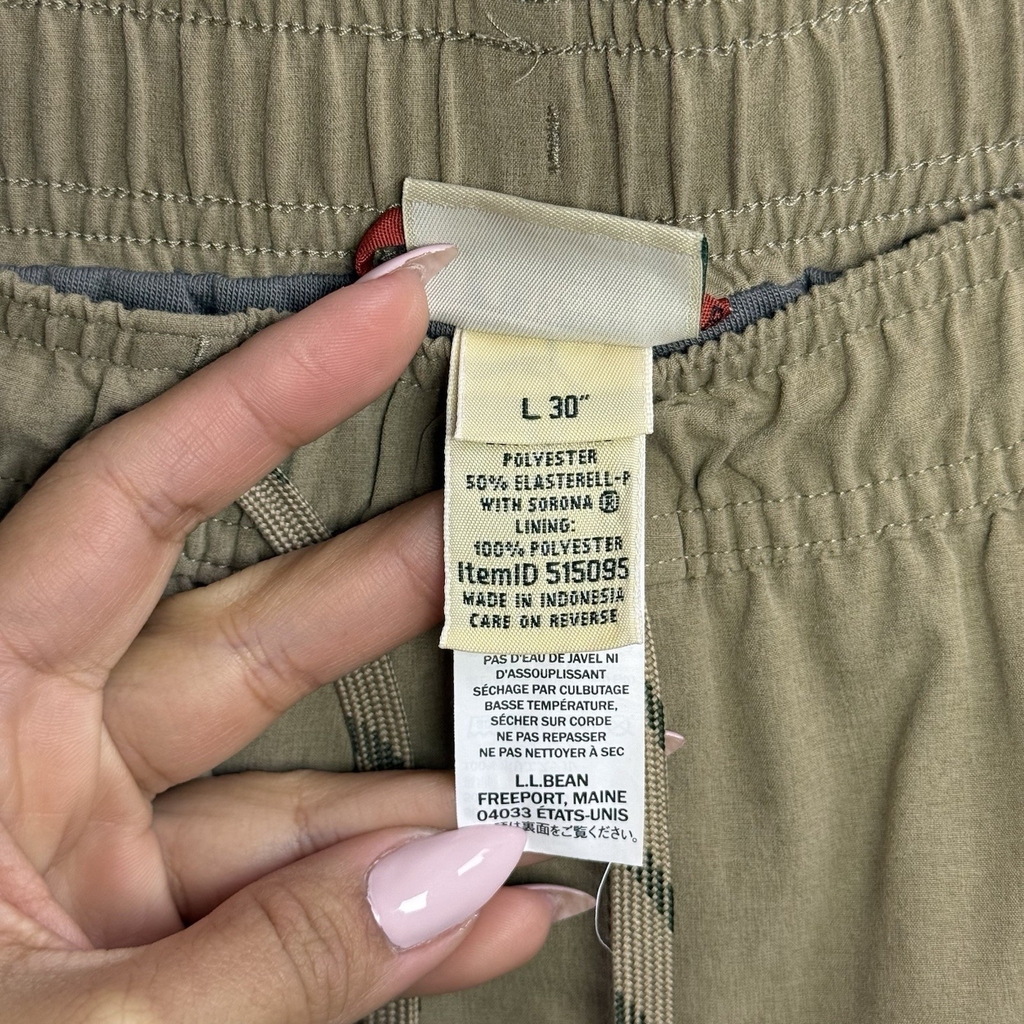 L 30"
POLYESTER
50% ELASTERELL-P
WITH SORONA ®
LINING:
100% POLYESTER
ItemID 515095
MADE IN INDONESIA
CARE ON REVERSE
PAS D'EAU DE JAVEL NI
D'ASSOUPLISSANT
SÉCHAGE PAR CULBUTAGE
BASSE TEMPÉRATURE,
SÉCHER SUR CORDE
NE PAS REPASSER
NE PAS NETTOYER À SEC
L.L.BEAN
FREEPORT, MAINE
04033 ÉTATS-UNIS
は裏面をご覧ください。